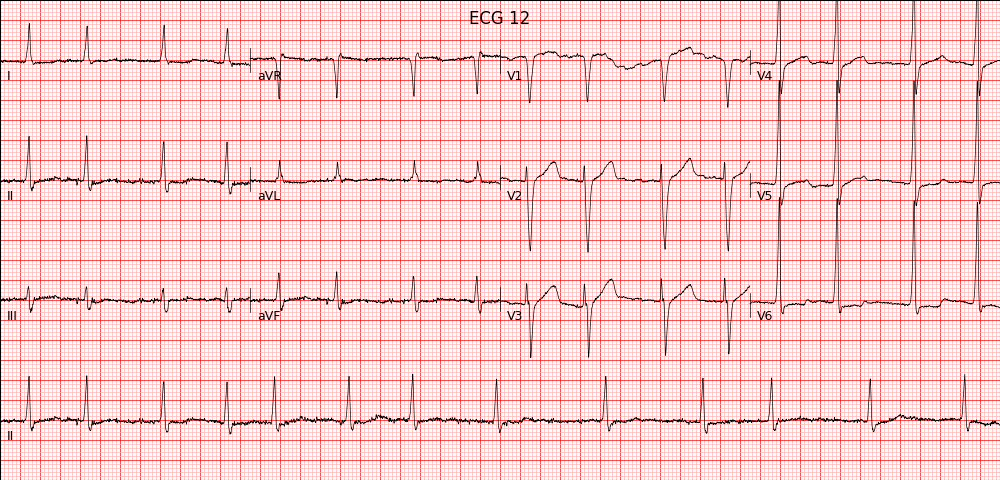 ECG 12
I aVR V1 V4
II aVL V2 V5
III aVF V3 V6
II